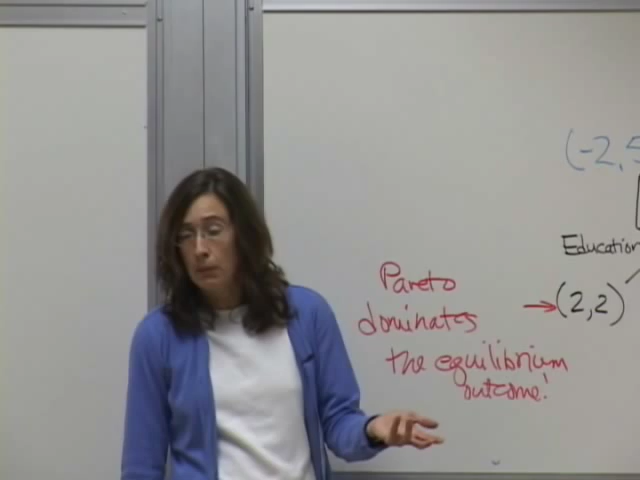 (-2,5
Education
Pareto
→(2,2)
dominates
the equilibrium
outcome!